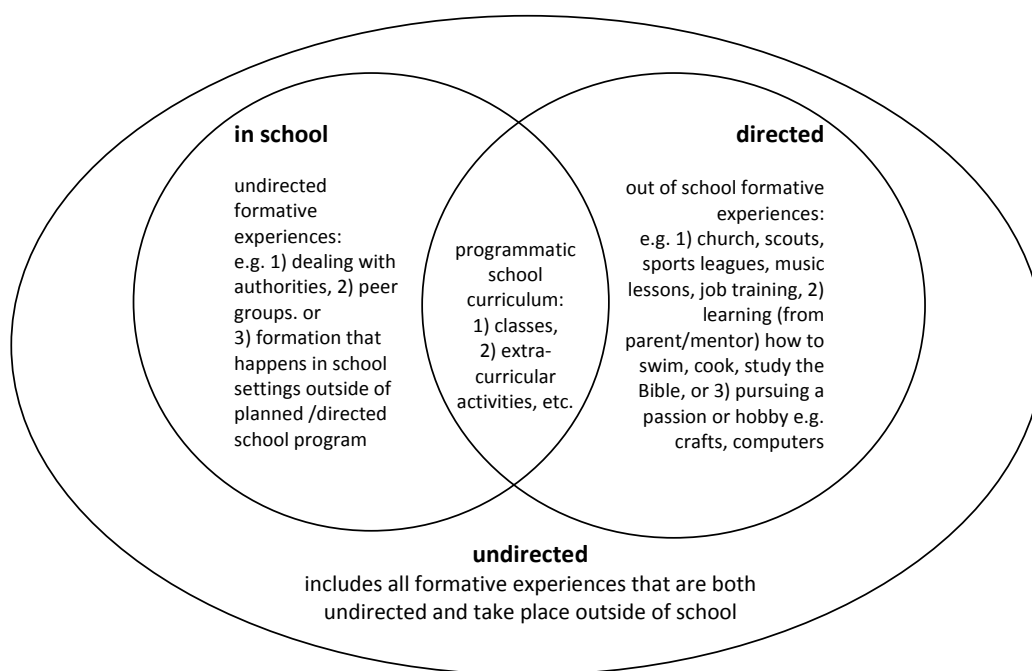 in school
undirected
formative
experiences:
e.g. 1) dealing with
authorities, 2) peer
groups. or
3) formation that
happens in school
settings outside of
planned /directed
school program
programmatic
school
curriculum:
1) classes,
2) extra-
curricular
activities, etc.
directed
out of school formative
experiences:
e.g. 1) church, scouts,
sports leagues, music
lessons, job training, 2)
learning (from
parent/mentor) how to
swim, cook, study the
Bible, or 3) pursuing a
passion or hobby e.g.
crafts, computers
undirected
includes all formative experiences that are both
undirected and take place outside of school